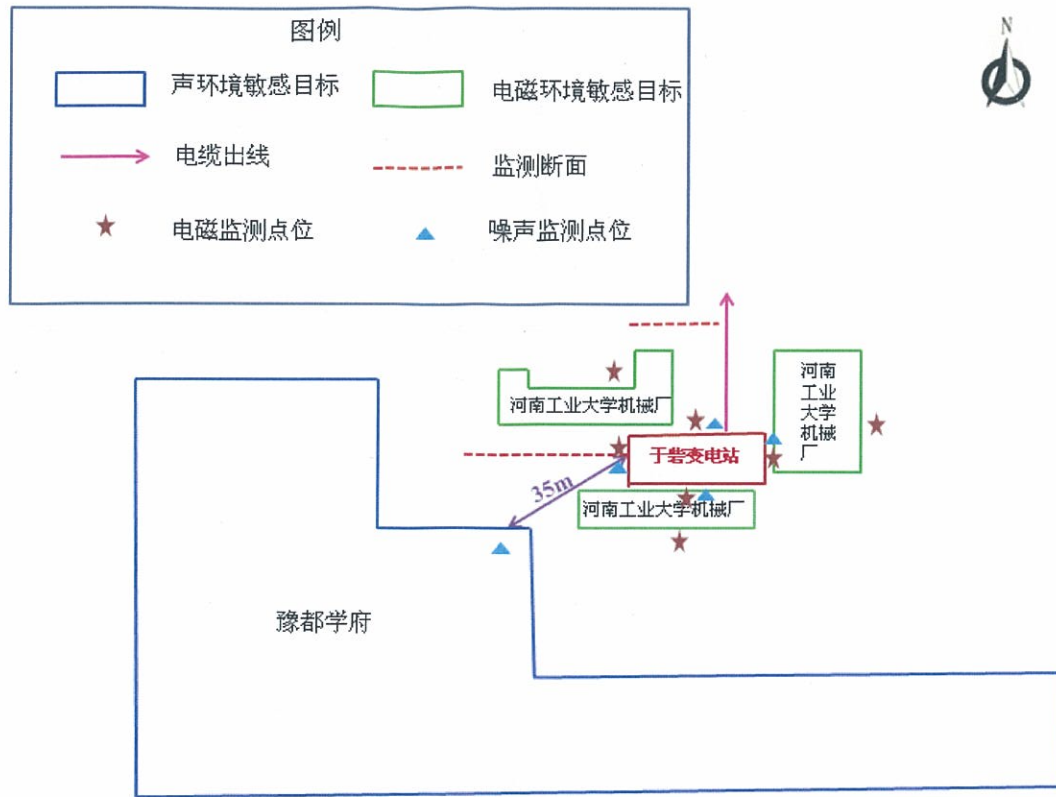 图例
声环境敏感目标
电磁环境敏感目标
电缆出线
监测断面
电磁监测点位
噪声监测点位
N
河南工业大学机械厂
河南
工业
大学
机械
厂
于砦变电站
35m
河南工业大学机械厂
豫都学府